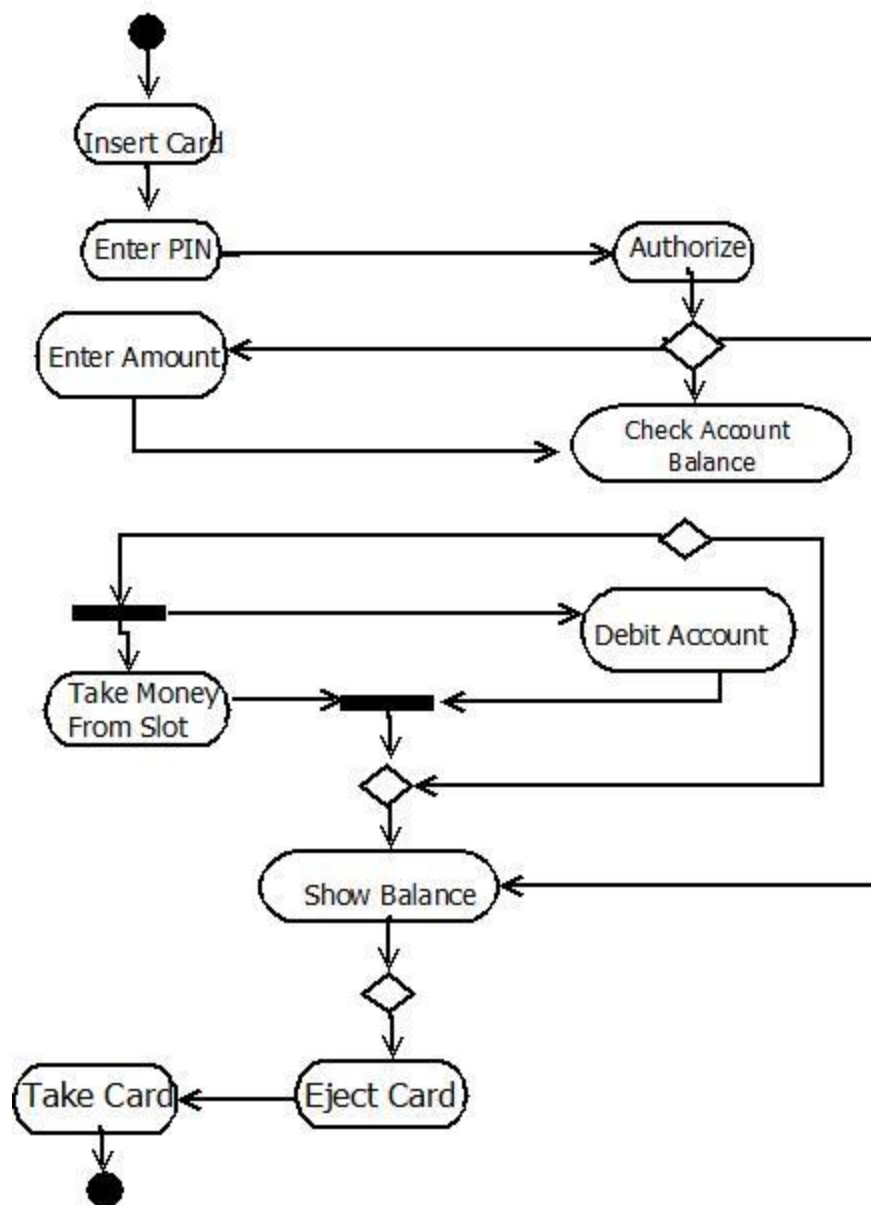 Insert Card
Enter PIN
Authorize
Enter Amount
Check Account
Balance
Debit Account
Take Money
From Slot
Show Balance
Take Card
Eject Card